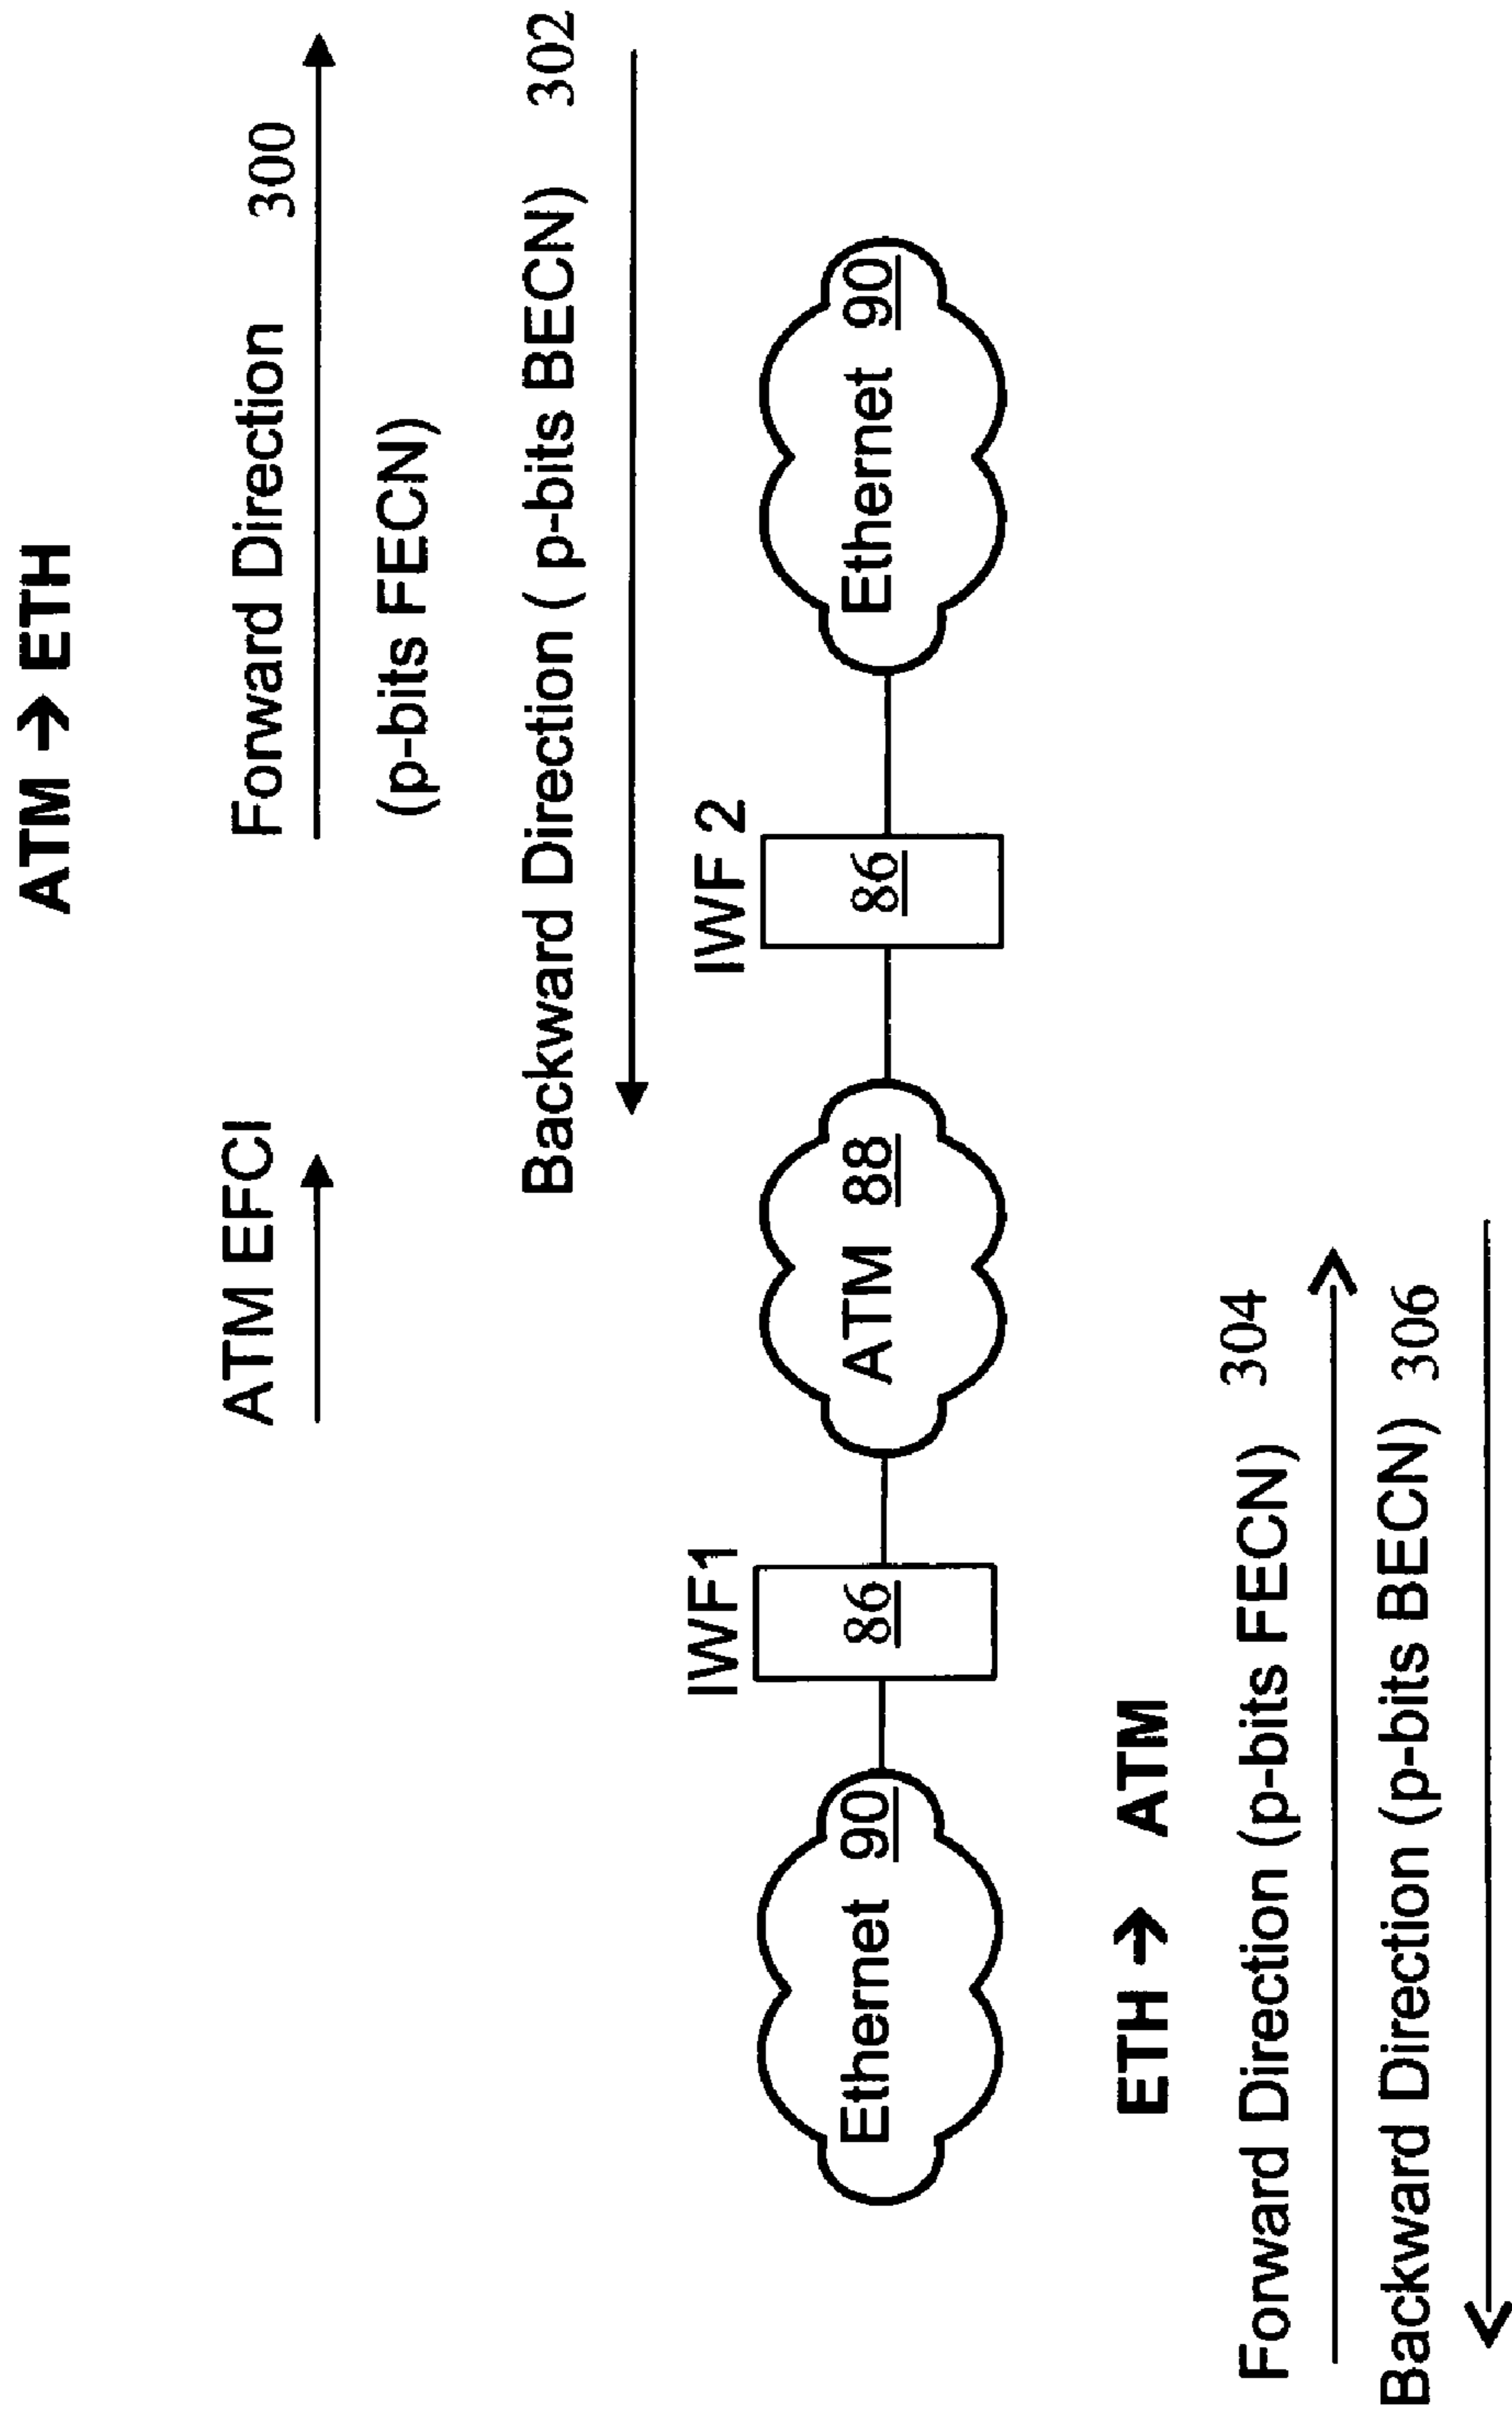 ATM → ETH
ATM EFCI
Forward Direction 300
(p-bits FECN)
Backward Direction ( p-bits BECN) 302
IWF1
IWF 2
Ethernet 90
86
ATM 88
86
Ethernet 90
ETH → ATM
Forward Direction (p-bits FECN) 304
Backward Direction (p-bits BECN) 306